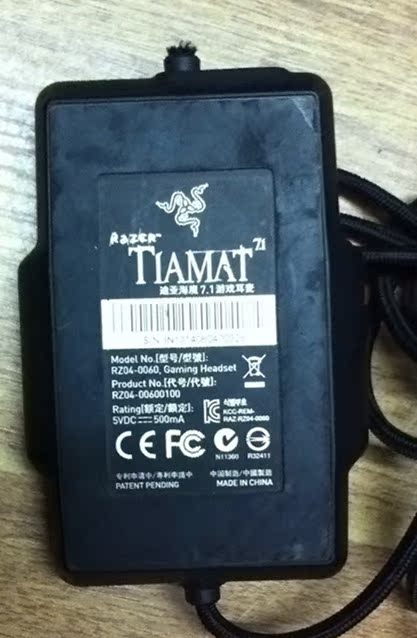 RAZER™
TIAMAT 7.1
迪亚海魔 7.1 游戏耳麦
Model No.[型号/型號]:
RZ04-0060, Gaming Headset
Product No.[代号/代號]:
RZ04-00600100
Rating[额定/額定]:
5VDC⎓500mA
KCC-REM-
RAZ-RZ04-0060
CE FC N11360 R32411
专利申请中/專利申請中
PATENT PENDING
中国制造/中國製造
MADE IN CHINA